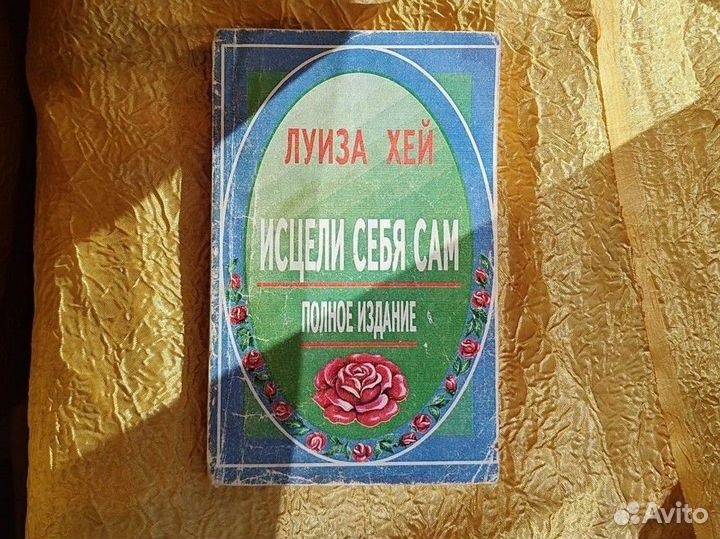 ЛУИЗА ХЕЙ
ИСЦЕЛИ СЕБЯ САМ
ПОЛНОЕ ИЗДАНИЕ
Avito